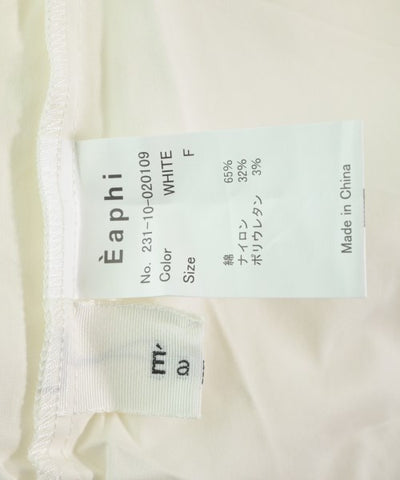 Èaphi
No. 231-10-020109
Color WHITE
Size F
綿 65%
ナイロン 32%
ポリウレタン 3%
Made in China